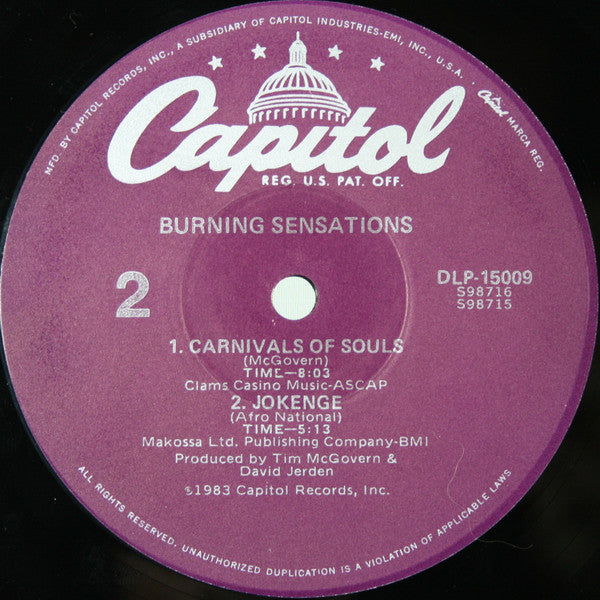 MFD. BY CAPITOL RECORDS, INC., A SUBSIDIARY OF CAPITOL INDUSTRIES-EMI, INC., U.S.A. Capitol MARCA REG.
Capitol
REG. U.S. PAT. OFF.
BURNING SENSATIONS
2
DLP-15009
S98716
S98715
1. CARNIVALS OF SOULS
(McGovern)
TIME—8:03
Clams Casino Music-ASCAP
2. JOKENGE
(Afro National)
TIME—5:13
Makossa Ltd. Publishing Company-BMI
Produced by Tim McGovern &
David Jerden
℗1983 Capitol Records, Inc.
ALL RIGHTS RESERVED. UNAUTHORIZED DUPLICATION IS A VIOLATION OF APPLICABLE LAWS